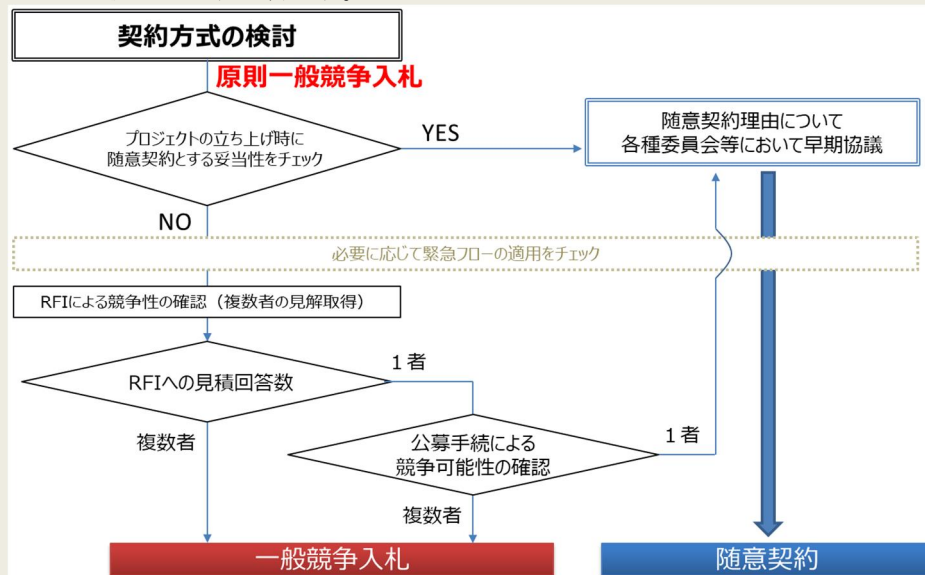 契約方式の検討
原則一般競争入札
プロジェクトの立ち上げ時に
随意契約とする妥当性をチェック
YES
随意契約理由について
各種委員会等において早期協議
NO
必要に応じて緊急フローの適用をチェック
RFIによる競争性の確認（複数者の見解取得）
RFIへの見積回答数
1者
複数者
公募手続による
競争可能性の確認
1者
複数者
一般競争入札
随意契約